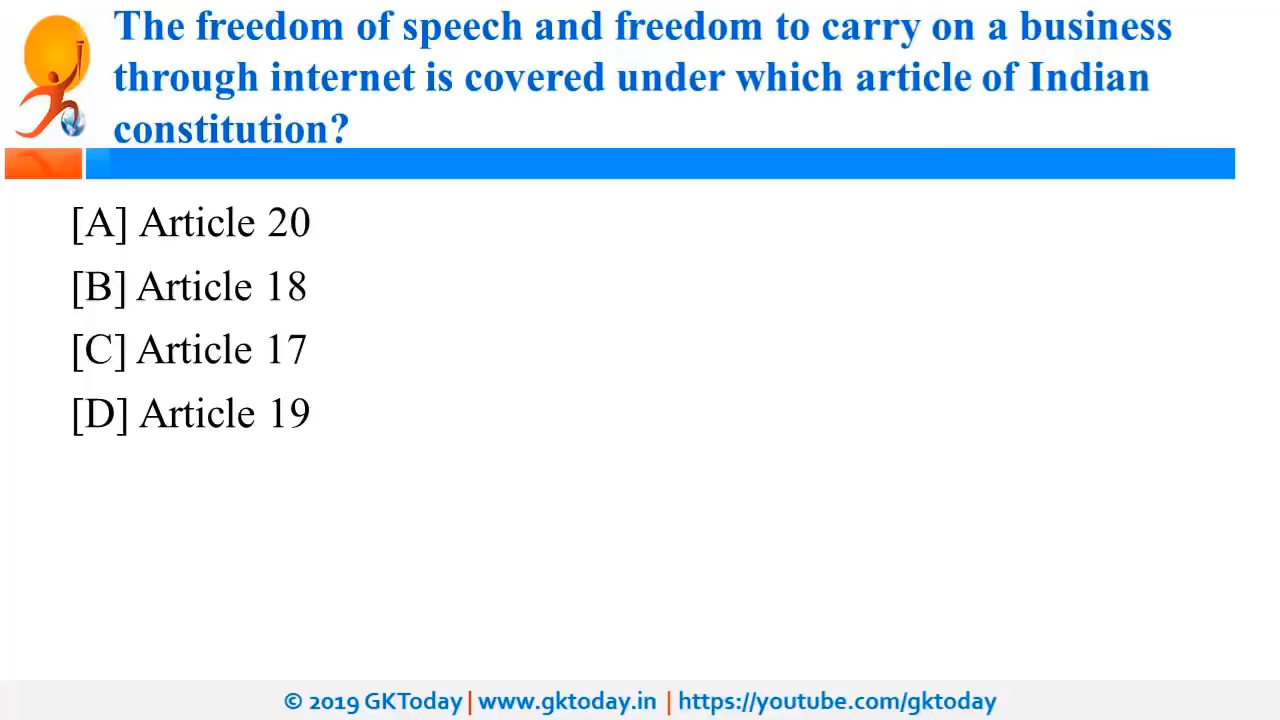 The freedom of speech and freedom to carry on a business
through internet is covered under which article of Indian
constitution?
[A] Article 20
[B] Article 18
[C] Article 17
[D] Article 19
© 2019 GKToday | www.gktoday.in | https://youtube.com/gktoday